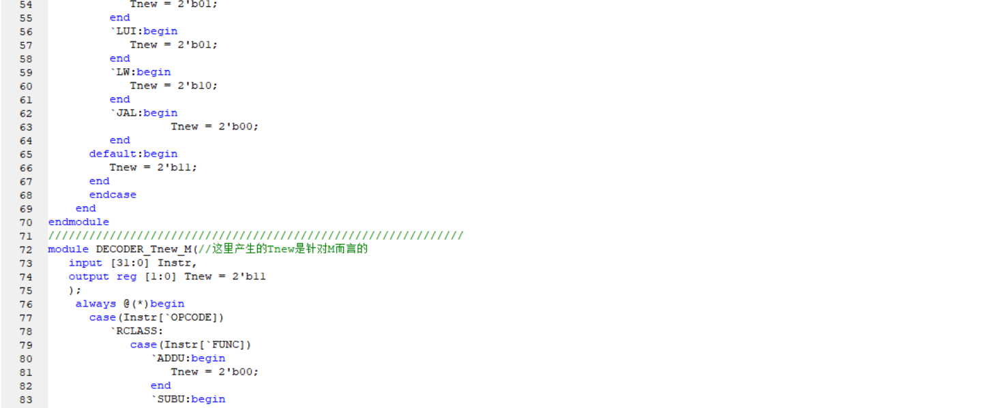 54 Tnew = 2'b01;
55 end
56 `LUI:begin
57 Tnew = 2'b01;
58 end
59 `LW:begin
60 Tnew = 2'b10;
61 end
62 `JAL:begin
63 Tnew = 2'b00;
64 end
65 default:begin
66 Tnew = 2'b11;
67 end
68 endcase
69 end
70 endmodule
71 /////////////////////////////////////////////////////////////
72 module DECODER_Tnew_M(//这里产生的Tnew是针对M而言的
73 input [31:0] Instr,
74 output reg [1:0] Tnew = 2'b11
75 );
76 always @(*)begin
77 case(Instr[`OPCODE])
78 `RCLASS:
79 case(Instr[`FUNC])
80 `ADDU:begin
81 Tnew = 2'b00;
82 end
83 `SUBU:begin